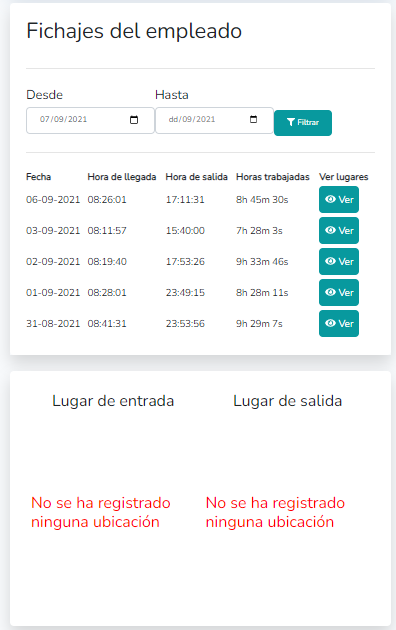 Fichajes del empleado
Desde Hasta
07/09/2021 dd/09/2021 Filtrar
Fecha Hora de llegada Hora de salida Horas trabajadas Ver lugares
06-09-2021 08:26:01 17:11:31 8h 45m 30s Ver
03-09-2021 08:11:57 15:40:00 7h 28m 3s Ver
02-09-2021 08:19:40 17:53:26 9h 33m 46s Ver
01-09-2021 08:28:01 23:49:15 8h 28m 11s Ver
31-08-2021 08:41:31 23:53:56 9h 29m 7s Ver
Lugar de entrada Lugar de salida
No se ha registrado No se ha registrado
ninguna ubicación ninguna ubicación